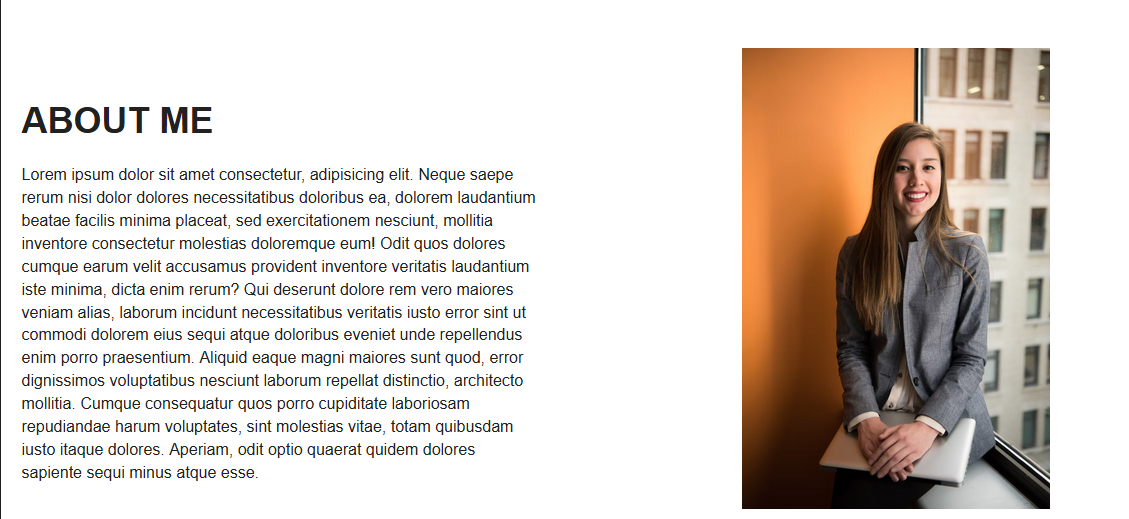 ABOUT ME
Lorem ipsum dolor sit amet consectetur, adipisicing elit. Neque saepe
rerum nisi dolor dolores necessitatibus doloribus ea, dolorem laudantium
beatae facilis minima placeat, sed exercitationem nesciunt, mollitia
inventore consectetur molestias doloremque eum! Odit quos dolores
cumque earum velit accusamus provident inventore veritatis laudantium
iste minima, dicta enim rerum? Qui deserunt dolore rem vero maiores
veniam alias, laborum incidunt necessitatibus veritatis iusto error sint ut
commodi dolorem eius sequi atque doloribus eveniet unde repellendus
enim porro praesentium. Aliquid eaque magni maiores sunt quod, error
dignissimos voluptatibus nesciunt laborum repellat distinctio, architecto
mollitia. Cumque consequatur quos porro cupiditate laboriosam
repudiandae harum voluptates, sint molestias vitae, totam quibusdam
iusto itaque dolores. Aperiam, odit optio quaerat quidem dolores
sapiente sequi minus atque esse.